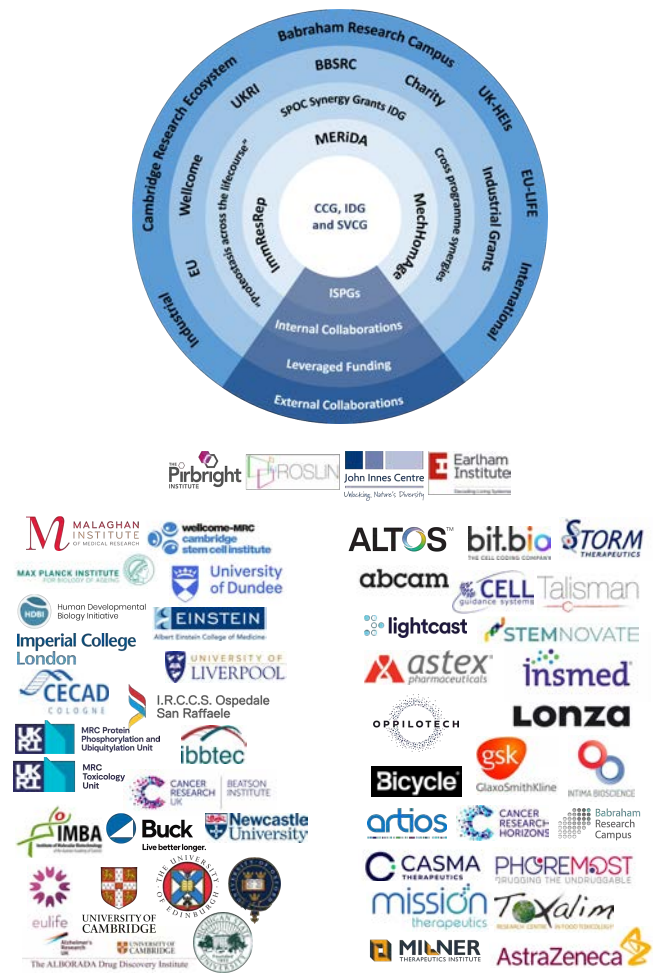 Babraham Research Campus
Cambridge Research Ecosystem
UK-HEIs
EU-LIFE
International
Industrial
BBSRC
UKRI
Charity
Wellcome
Industrial Grants
EU
SPOC Synergy Grants IDG
"Proteostasis across the lifecourse"
Cross programme synergies
MERiDA
ImmResRep
MechHomAge
CCG, IDG
and SVCG
ISPGs
Internal Collaborations
Leveraged Funding
External Collaborations
THE
Pirbright
INSTITUTE
ROSLIN
John Innes Centre
Unlocking Nature's Diversity
Earlham
Institute
Decoding Living Systems
MALAGHAN
INSTITUTE
OF MEDICAL RESEARCH
wellcome-MRC
cambridge
stem cell institute
MAX PLANCK INSTITUTE
FOR BIOLOGY OF AGEING
University
of Dundee
HDBI
Human Developmental
Biology Initiative
EINSTEIN
Albert Einstein College of Medicine
Imperial College
London
UNIVERSITY OF
LIVERPOOL
CECAD
COLOGNE
I.R.C.C.S. Ospedale
San Raffaele
UKRI
MRC Protein
Phosphorylation and
Ubiquitylation Unit
ibbtec
UKRI
MRC
Toxicology
Unit
CANCER
RESEARCH
UK
BEATSON
INSTITUTE
IMBA
Institute of Molecular Biotechnology
Buck
Live better longer.
Newcastle
University
eulife
UNIVERSITY OF
CAMBRIDGE
THE UNIVERSITY OF EDINBURGH
Alzheimer's
Research
UK
UNIVERSITY OF
CAMBRIDGE
The ALBORADA Drug Discovery Institute
ALTOS™
bit.bio
THE CELL CODING COMPANY
STORM
THERAPEUTICS
abcam
CELL
guidance systems
Talisman
lightcast
STEMNOVATE
astex
pharmaceuticals
insmed
OPPILOTECH
Lonza
gsk
GlaxoSmithKline
INTIMA BIOSCIENCE
Bicycle
artios
CANCER
RESEARCH
HORIZONS
Babraham
Research
Campus
CASMA
THERAPEUTICS
PHOREMOST
DRUGGING THE UNDRUGGABLE
mission
therapeutics
Toxalim
RESEARCH CENTRE IN FOOD TOXICOLOGY
MILNER
THERAPEUTICS INSTITUTE
AstraZeneca